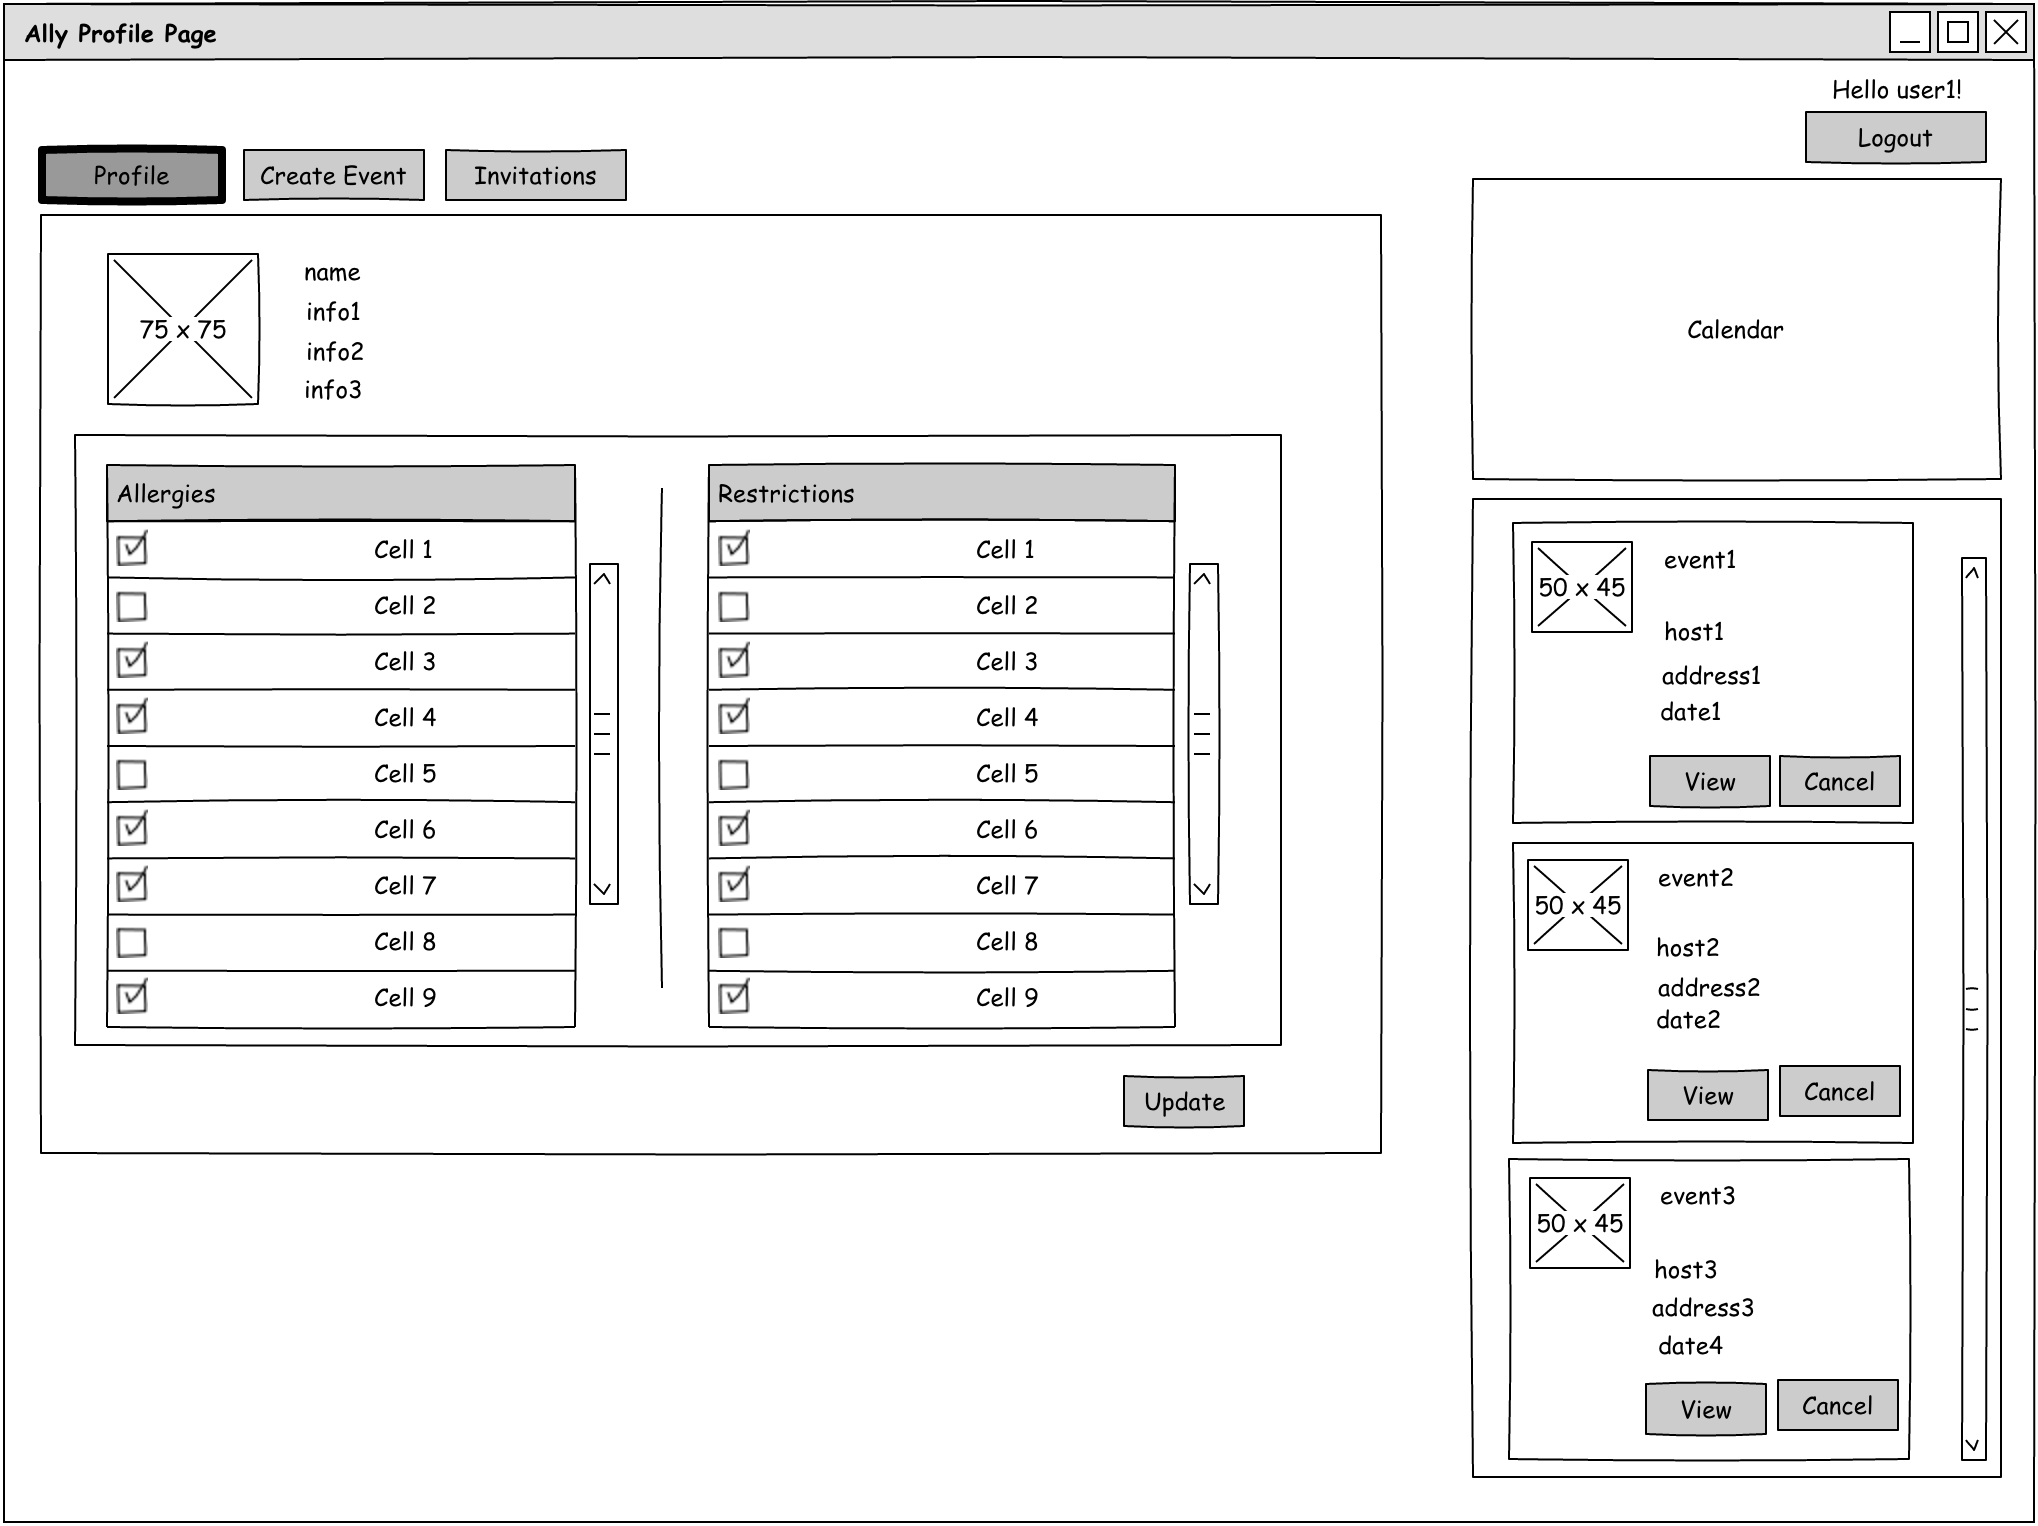 Ally Profile Page
Hello user1!
Logout
Profile
Create Event
Invitations
75 x 75
name
info1
info2
info3
Allergies
Cell 1
Cell 2
Cell 3
Cell 4
Cell 5
Cell 6
Cell 7
Cell 8
Cell 9
Restrictions
Cell 1
Cell 2
Cell 3
Cell 4
Cell 5
Cell 6
Cell 7
Cell 8
Cell 9
Update
Calendar
50 x 45
event1
host1
address1
date1
View
Cancel
50 x 45
event2
host2
address2
date2
View
Cancel
50 x 45
event3
host3
address3
date4
View
Cancel